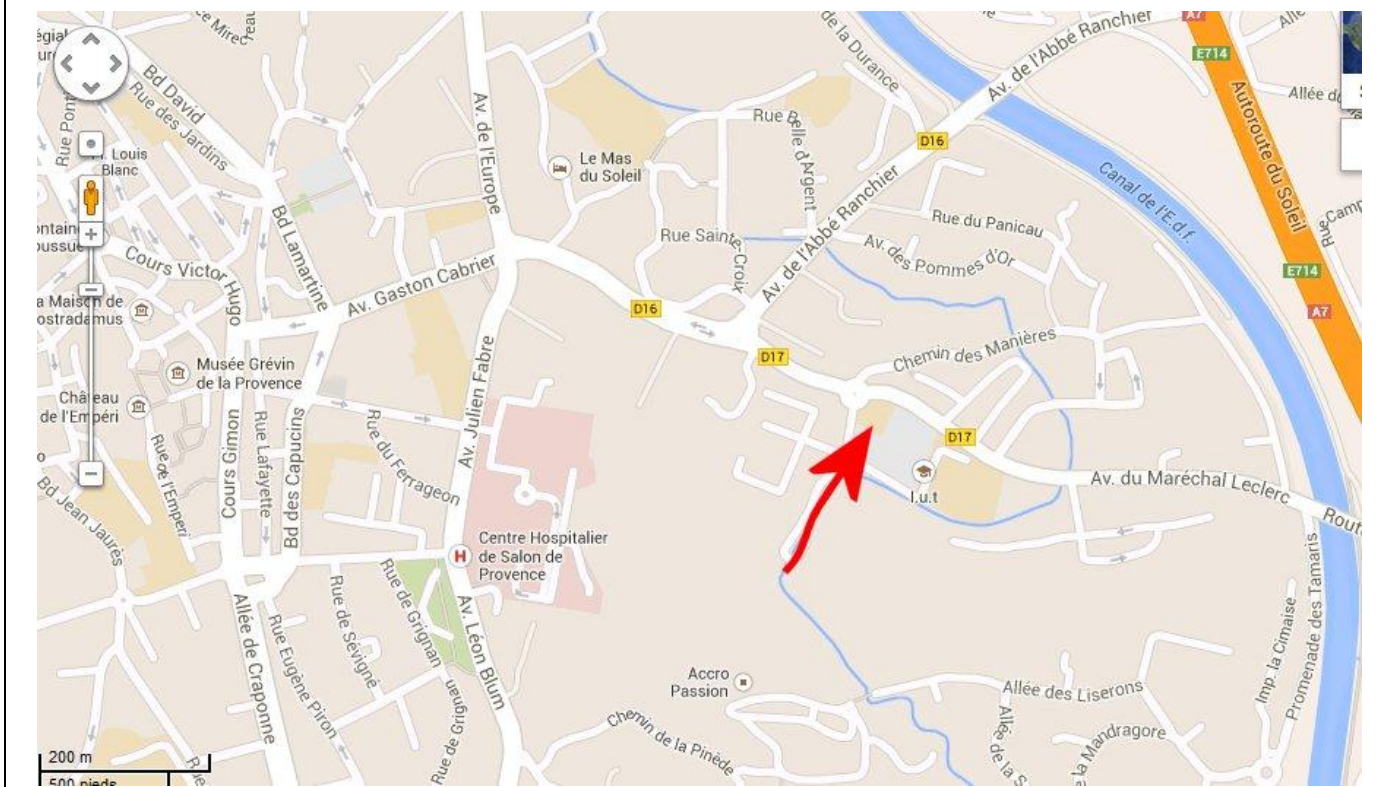 Av. de l'Abbé Ranchier
A7
E714
Bd David
Rue des Jardins
Rue Pont
Louis
Blanc
Av. de l'Europe
de la Durance
Rue Belle d'Argent
D16
Autoroute du Soleil
Le Mas
du Soleil
Canal de l'E.d.f.
Av. de l'Abbé Ranchier
Rue du Panicau
Rue Sainte-Croix
Av. des Pommes d'Or
Bd Lamartine
Cours Victor Hugo
Av. Gaston Cabrier
E714
A7
D16
D17
Chemin des Manières
Musée Grévin
de la Provence
Château
de l'Empéri
Av. Julien Fabre
Rue de l'Empéri
Cours Gimon
Rue Lafayette
Bd des Capucins
Rue du Ferrageon
D17
I.u.t
Av. du Maréchal Leclerc
Bd Jean Jaurès
Centre Hospitalier
de Salon de
Provence
H
Rue de Grignan
Rue de Sévigné
Rue Eugène Piron
Allée de Craponne
Av. Léon Blum
Rue de Grignan
Accro
Passion
Chemin de la Pinède
Allée des Liserons
Imp. la Cimaise
Promenade des Tamaris
Mandragore
200 m
500 pieds